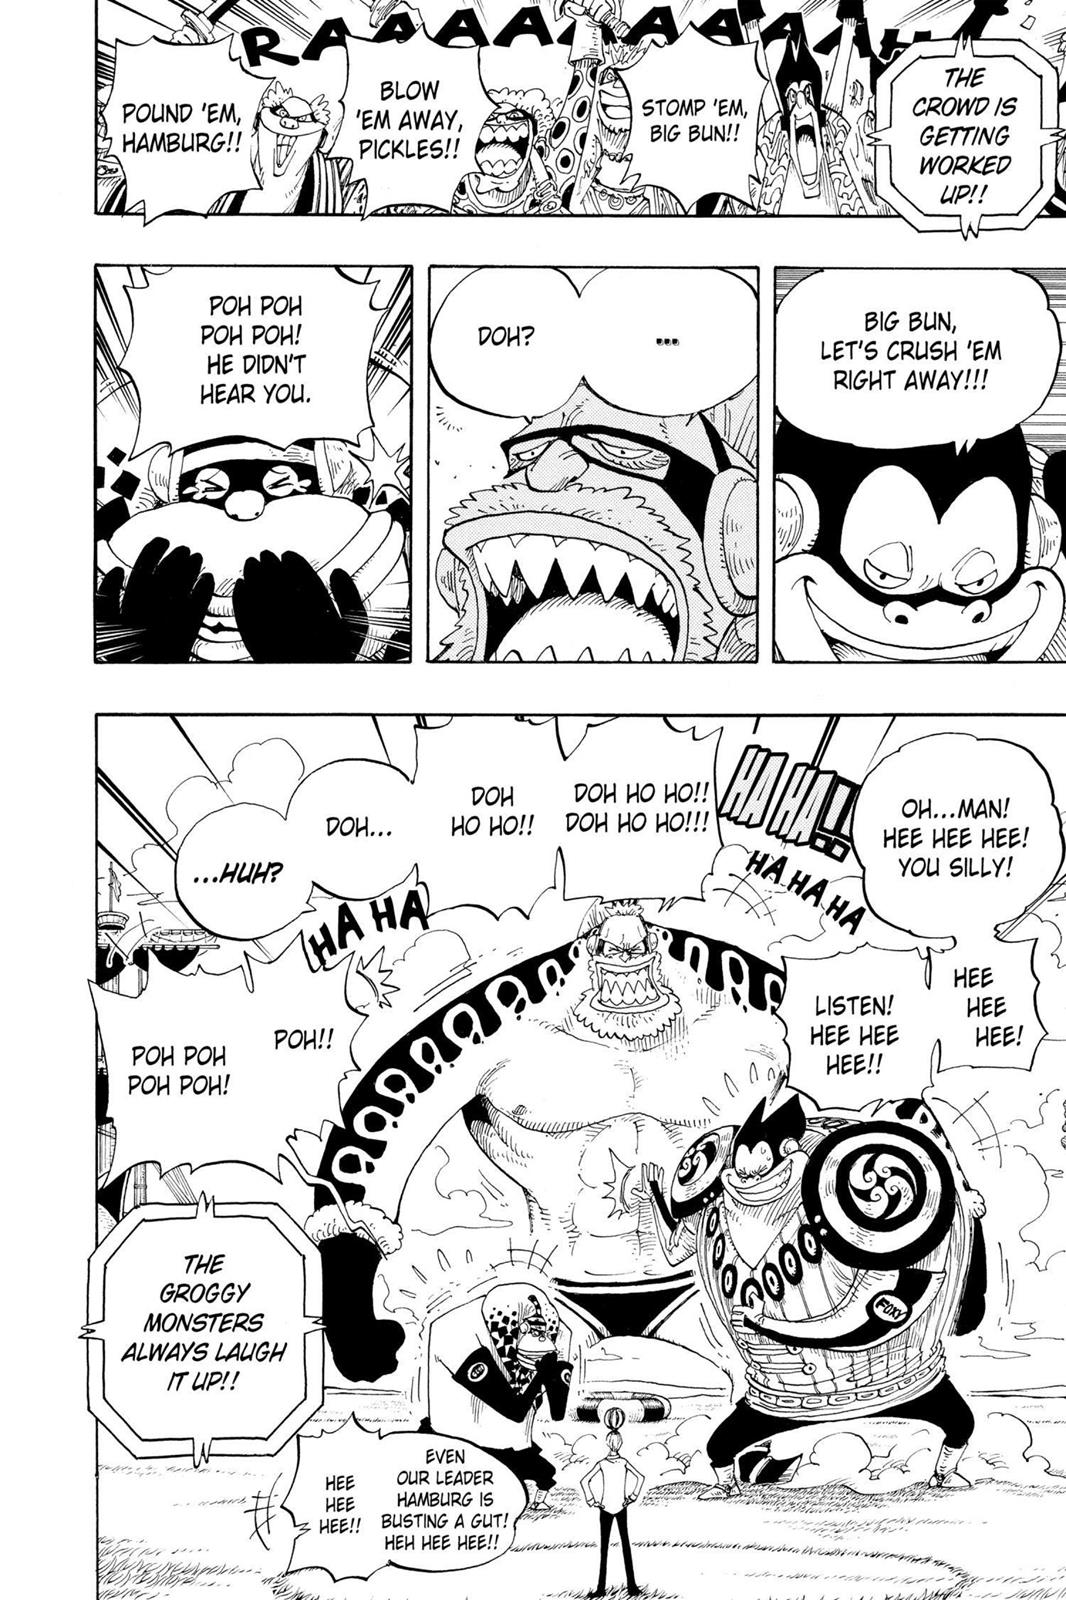 RAAAAAAAAAH
THE
CROWD IS
GETTING
WORKED
UP!!
STOMP 'EM,
BIG BUN!!
BLOW
'EM AWAY,
PICKLES!!
POUND 'EM,
HAMBURG!!
BIG BUN,
LET'S CRUSH 'EM
RIGHT AWAY!!!
...
DOH?
POH POH
POH POH!
HE DIDN'T
HEAR YOU.
OH...MAN!
HEE HEE HEE!
YOU SILLY!
HEE
HEE
HEE!
LISTEN!
HEE HEE
HEE!!
HA HA!!
HA HA HA
DOH HO HO!!
DOH HO HO!!!
DOH
HO HO!!
DOH...
...HUH?
HA HA
POH!!
POH POH
POH POH!
THE
GROGGY
MONSTERS
ALWAYS LAUGH
IT UP!!
FOXY
EVEN
OUR LEADER
HAMBURG IS
BUSTING A GUT!
HEH HEE HEE!!
HEE
HEE
HEE!!